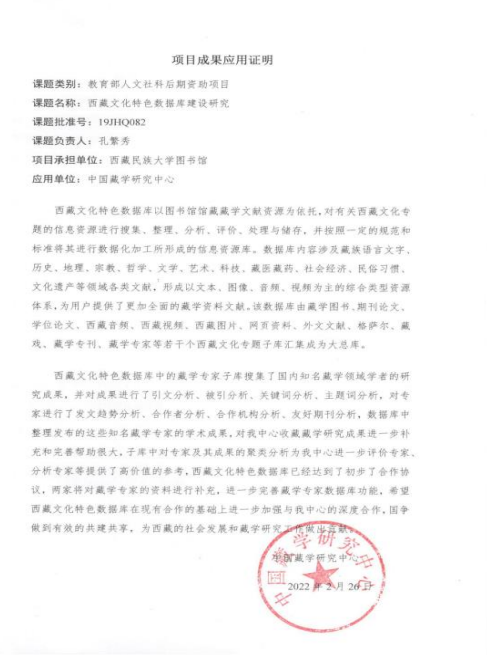 项目成果应用证明
课题类别：教育部人文社科后期资助项目
课题名称：西藏文化特色数据库建设研究
课题批准号：19JHQ082
课题负责人：孔繁秀
项目承担单位：西藏民族大学图书馆
应用单位：中国藏学研究中心
西藏文化特色数据库以图书馆馆藏藏学文献资源为依托，对有关西藏文化专
题的信息资源进行搜集、整理、分析、评价、处理与储存，并按照一定的规范和
标准将其进行数据化加工所形成的信息资源库。数据库内容涉及藏族语言文字、
历史、地理、宗教、哲学、文学、艺术、科技、藏医藏药、社会经济、民俗习惯、
文化遗产等领域各类文献，形成以文本、图像、音频、视频为主的综合类型资源
体系，为用户提供了更加全面的藏学资料文献。该数据库由藏学图书、期刊论文、
学位论文、西藏音频、西藏视频、西藏图片、网页资料、外文文献、格萨尔、藏
戏、藏学专刊、藏学专家等若干个西藏文化专题子库汇集成为大总库。
西藏文化特色数据库中的藏学专家子库搜集了国内知名藏学领域学者的研
究成果，并对成果进行了引文分析、被引分析、关键词分析、主题词分析，对专
家进行了发文趋势分析、合作者分析、合作机构分析、友好期刊分析，数据库中
整理发布的这些知名藏学专家的学术成果，对我中心收藏藏学研究成果进一步补
充和完善帮助很大，子库中对专家及其成果的聚类分析为我中心进一步评价专家、
分析专家等提供了高价值的参考，西藏文化特色数据库已经达到了初步了合作协
议，两家将对藏学专家的资料进行补充，进一步完善藏学专家数据库功能，希望
西藏文化特色数据库在现有合作的基础上进一步加强与我中心的深度合作，国争
做到有效的共建共享，为西藏的社会发展和藏学研究工作做出贡献。
中国藏学研究中心
2022 年 2 月 26 日
中国藏学研究中心